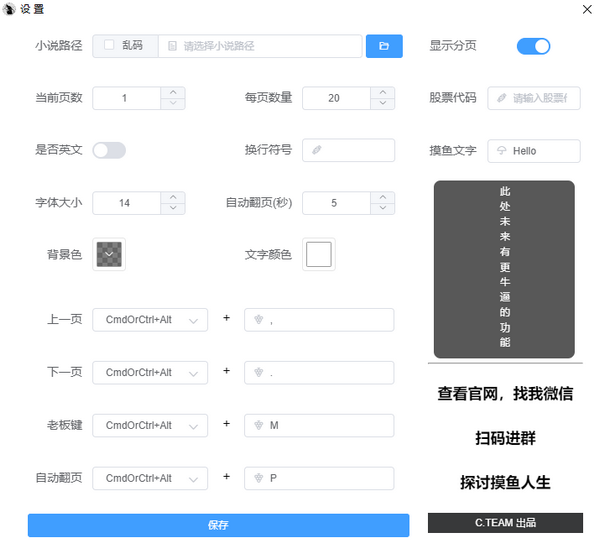 设 置
小说路径 乱码 请选择小说路径 显示分页
当前页数 1 每页数量 20 股票代码 请输入股票代
是否英文 换行符号 摸鱼文字 Hello
字体大小 14 自动翻页(秒) 5
背景色 文字颜色
此
处
未
来
有
更
牛
逼
的
功
能
上一页 CmdOrCtrl+Alt + ,
下一页 CmdOrCtrl+Alt + .
老板键 CmdOrCtrl+Alt + M
自动翻页 CmdOrCtrl+Alt + P
保存
查看官网，找我微信
扫码进群
探讨摸鱼人生
C.TEAM 出品